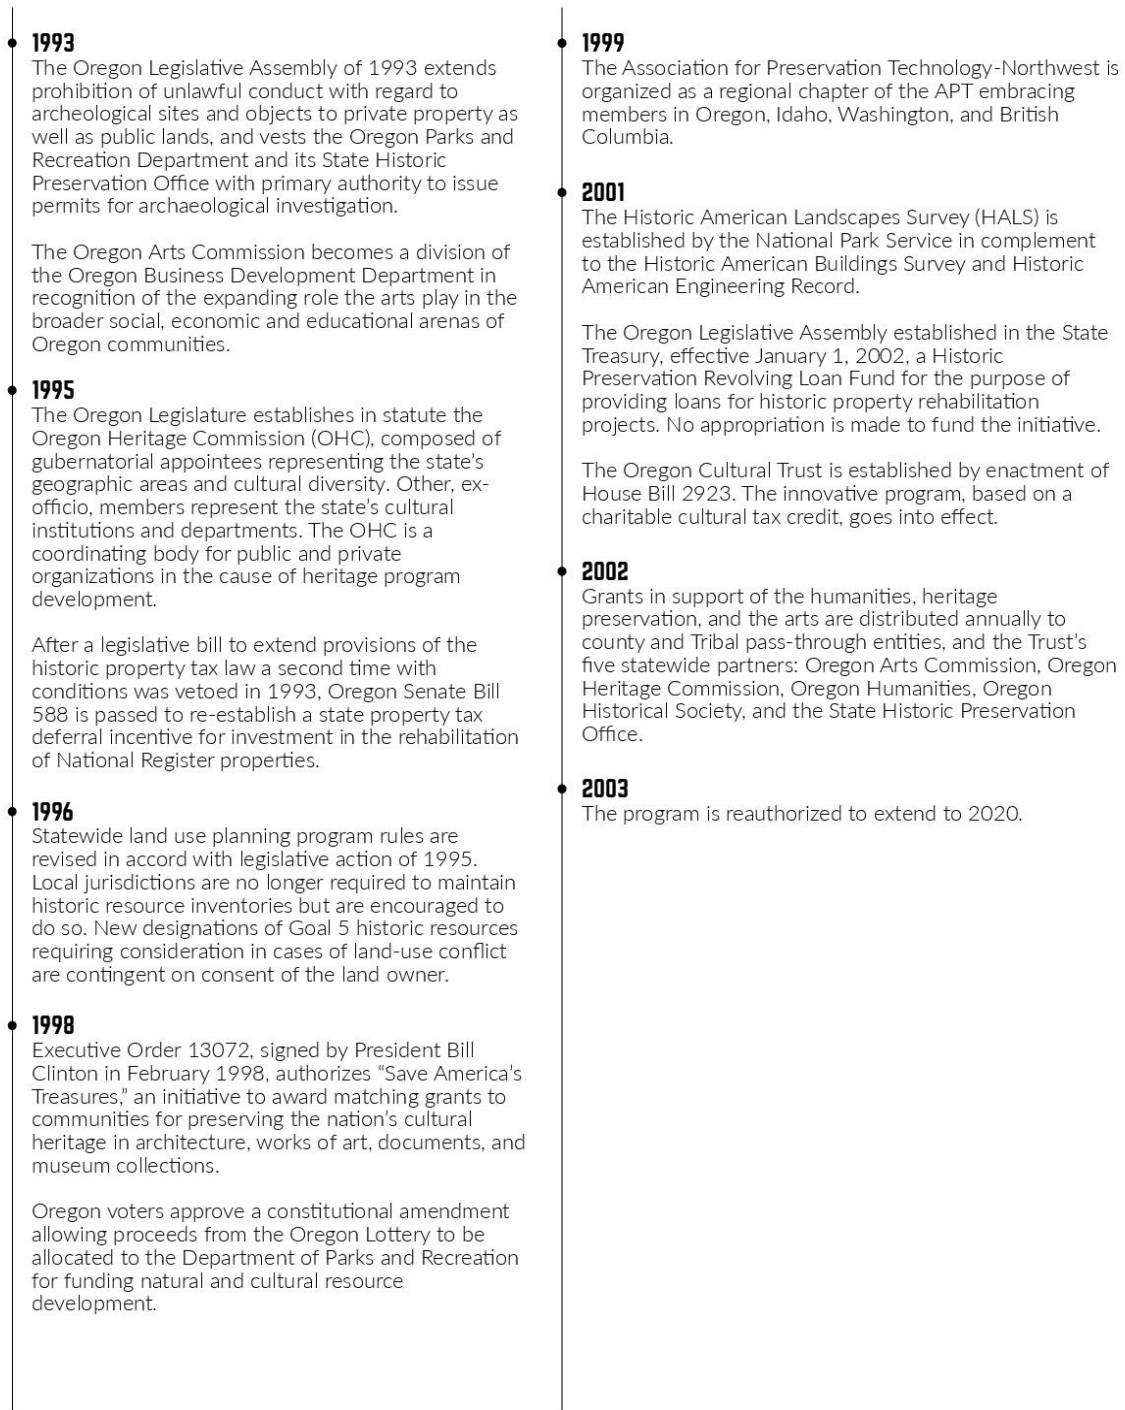 1993
The Oregon Legislative Assembly of 1993 extends
prohibition of unlawful conduct with regard to
archeological sites and objects to private property as
well as public lands, and vests the Oregon Parks and
Recreation Department and its State Historic
Preservation Office with primary authority to issue
permits for archaeological investigation.
The Oregon Arts Commission becomes a division of
the Oregon Business Development Department in
recognition of the expanding role the arts play in the
broader social, economic and educational arenas of
Oregon communities.
1995
The Oregon Legislature establishes in statute the
Oregon Heritage Commission (OHC), composed of
gubernatorial appointees representing the state's
geographic areas and cultural diversity. Other, ex-
officio, members represent the state's cultural
institutions and departments. The OHC is a
coordinating body for public and private
organizations in the cause of heritage program
development.
After a legislative bill to extend provisions of the
historic property tax law a second time with
conditions was vetoed in 1993, Oregon Senate Bill
588 is passed to re-establish a state property tax
deferral incentive for investment in the rehabilitation
of National Register properties.
1996
Statewide land use planning program rules are
revised in accord with legislative action of 1995.
Local jurisdictions are no longer required to maintain
historic resource inventories but are encouraged to
do so. New designations of Goal 5 historic resources
requiring consideration in cases of land-use conflict
are contingent on consent of the land owner.
1998
Executive Order 13072, signed by President Bill
Clinton in February 1998, authorizes “Save America's
Treasures,” an initiative to award matching grants to
communities for preserving the nation's cultural
heritage in architecture, works of art, documents, and
museum collections.
Oregon voters approve a constitutional amendment
allowing proceeds from the Oregon Lottery to be
allocated to the Department of Parks and Recreation
for funding natural and cultural resource
development.
1999
The Association for Preservation Technology-Northwest is
organized as a regional chapter of the APT embracing
members in Oregon, Idaho, Washington, and British
Columbia.
2001
The Historic American Landscapes Survey (HALS) is
established by the National Park Service in complement
to the Historic American Buildings Survey and Historic
American Engineering Record.
The Oregon Legislative Assembly established in the State
Treasury, effective January 1, 2002, a Historic
Preservation Revolving Loan Fund for the purpose of
providing loans for historic property rehabilitation
projects. No appropriation is made to fund the initiative.
The Oregon Cultural Trust is established by enactment of
House Bill 2923. The innovative program, based on a
charitable cultural tax credit, goes into effect.
2002
Grants in support of the humanities, heritage
preservation, and the arts are distributed annually to
county and Tribal pass-through entities, and the Trust's
five statewide partners: Oregon Arts Commission, Oregon
Heritage Commission, Oregon Humanities, Oregon
Historical Society, and the State Historic Preservation
Office.
2003
The program is reauthorized to extend to 2020.